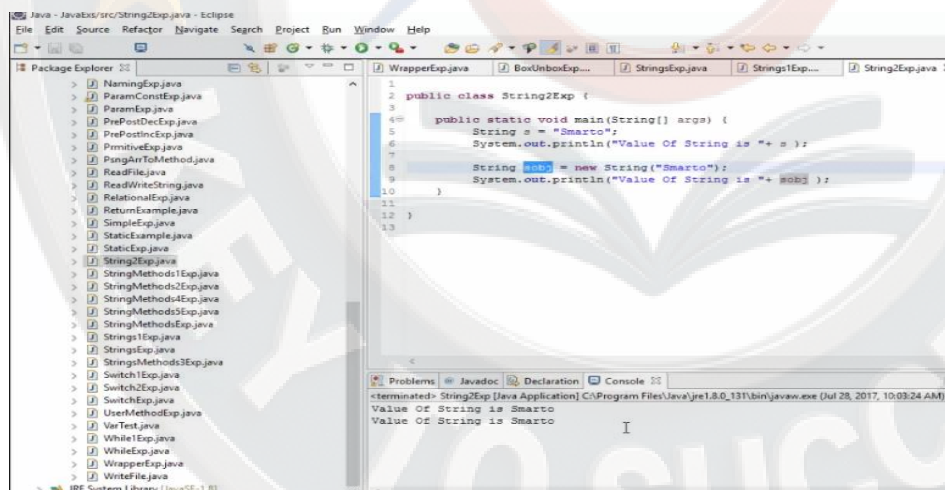 Java - JavaExs/src/String2Exp.java - Eclipse
File Edit Source Refactor Navigate Search Project Run Window Help
Package Explorer
NamingExp.java
ParamConstExp.java
ParamExp.java
PrePostDecExp.java
PrePostIncExp.java
PrmitiveExp.java
PsngArrToMethod.java
ReadFile.java
ReadWriteString.java
RelationalExp.java
ReturnExample.java
SimpleExp.java
StaticExample.java
StaticExp.java
String2Exp.java
StringMethods1Exp.java
StringMethods2Exp.java
StringMethods4Exp.java
StringMethods5Exp.java
StringMethodsExp.java
Strings1Exp.java
StringsExp.java
StringsMethods3Exp.java
Switch1Exp.java
Switch2Exp.java
SwitchExp.java
UserMethodExp.java
VarTest.java
While1Exp.java
WhileExp.java
WrapperExp.java
WriteFile.java
JRE System Library [JavaSE-1.8]
WrapperExp.java BoxUnboxExp.... StringsExp.java Strings1Exp.... String2Exp.java
1
2 public class String2Exp {
3
4 public static void main(String[] args) {
5 String s = "Smarto";
6 System.out.println("Value Of String is "+ s );
7
8 String sobj = new String("Smarto");
9 System.out.println("Value Of String is "+ sobj );
10 }
11
12 }
13
Problems Javadoc Declaration Console
<terminated> String2Exp [Java Application] C:\Program Files\Java\jre1.8.0_131\bin\javaw.exe (Jul 28, 2017, 10:03:24 AM)
Value Of String is Smarto
Value Of String is Smarto